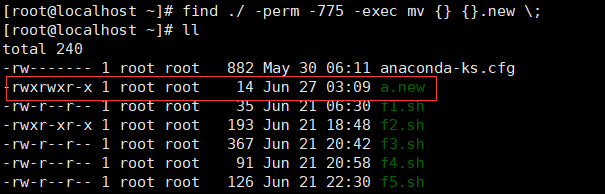 [root@localhost ~]# find ./ -perm -775 -exec mv {} {}.new \;
[root@localhost ~]# ll
total 240
-rw------- 1 root root 882 May 30 06:11 anaconda-ks.cfg
-rwxrwxr-x 1 root root 14 Jun 27 03:09 a.new
-rw-r--r-- 1 root root 35 Jun 21 06:30 f1.sh
-rwxr-xr-x 1 root root 193 Jun 21 18:48 f2.sh
-rw-r--r-- 1 root root 367 Jun 21 20:42 f3.sh
-rw-r--r-- 1 root root 91 Jun 21 20:58 f4.sh
-rw-r--r-- 1 root root 126 Jun 21 22:30 f5.sh